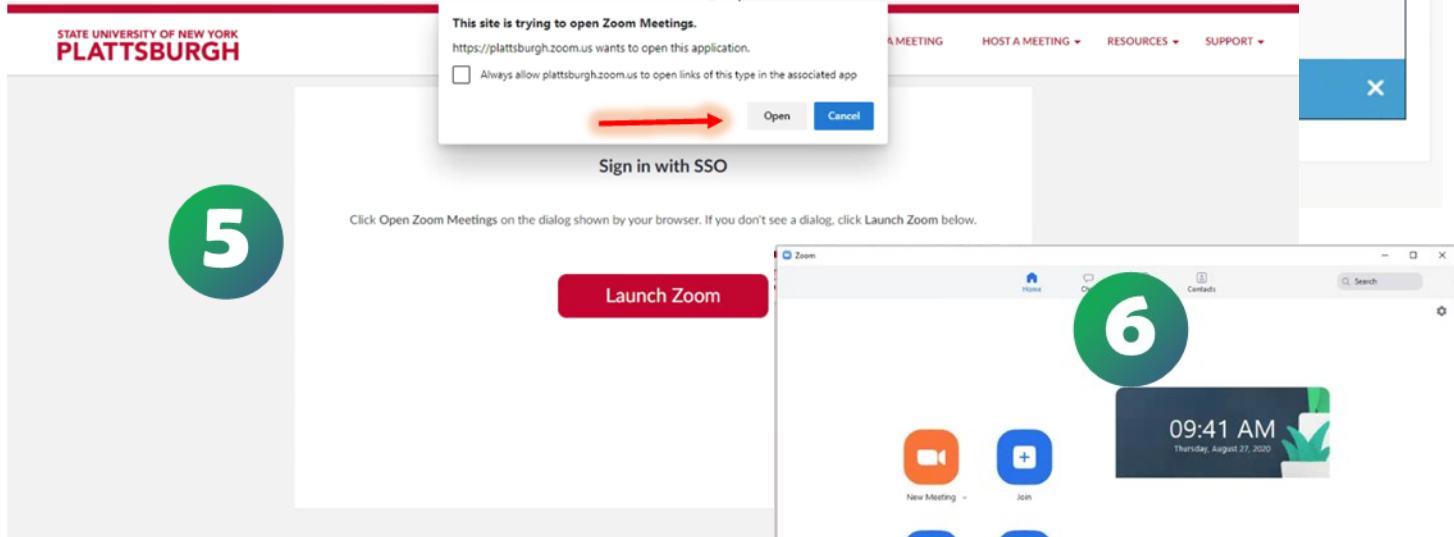 This site is trying to open Zoom Meetings.
https://plattsburgh.zoom.us wants to open this application.
Always allow plattsburgh.zoom.us to open links of this type in the associated app
Open Cancel
STATE UNIVERSITY OF NEW YORK
PLATTSBURGH
MEETING HOST A MEETING RESOURCES SUPPORT
Sign in with SSO
Click Open Zoom Meetings on the dialog shown by your browser. If you don't see a dialog, click Launch Zoom below.
Launch Zoom
5
Zoom
Home Contacts Search
6
09:41 AM
Thursday, August 27, 2020
New Meeting Join